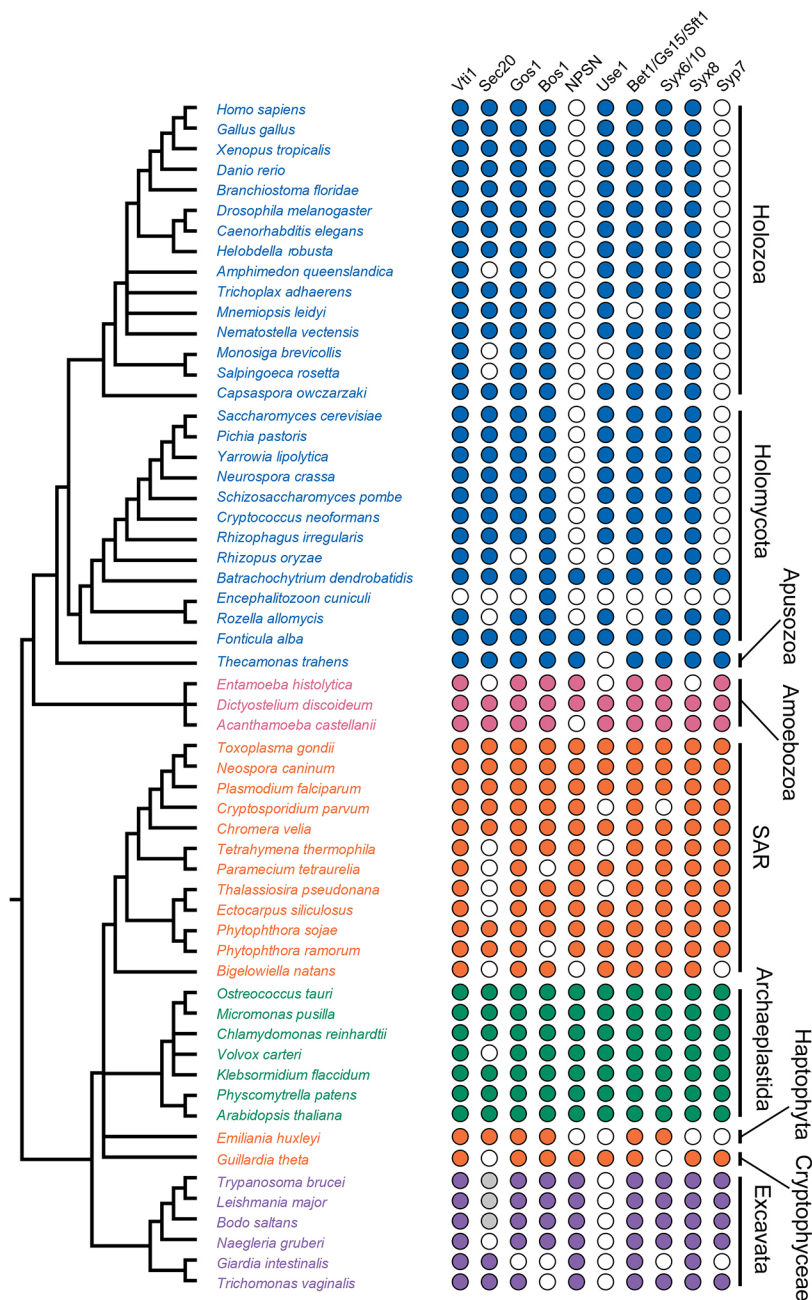 Vti1
Sec20
Gos1
Bos1
NPSN
Use1
Bet1/Gs15/Sft1
Syx6/10
Syx8
Syp7
Homo sapiens
Gallus gallus
Xenopus tropicalis
Danio rerio
Branchiostoma floridae
Drosophila melanogaster
Caenorhabditis elegans
Helobdella robusta
Amphimedon queenslandica
Trichoplax adhaerens
Mnemiopsis leidyi
Nematostella vectensis
Monosiga brevicollis
Salpingoeca rosetta
Capsaspora owczarzaki
Holozoa
Saccharomyces cerevisiae
Pichia pastoris
Yarrowia lipolytica
Neurospora crassa
Schizosaccharomyces pombe
Cryptococcus neoformans
Rhizophagus irregularis
Rhizopus oryzae
Batrachochytrium dendrobatidis
Encephalitozoon cuniculi
Rozella allomycis
Fonticula alba
Holomycota
Thecamonas trahens
Apusozoa
Entamoeba histolytica
Dictyostelium discoideum
Acanthamoeba castellanii
Amoebozoa
Toxoplasma gondii
Neospora caninum
Plasmodium falciparum
Cryptosporidium parvum
Chromera velia
Tetrahymena thermophila
Paramecium tetraurelia
Thalassiosira pseudonana
Ectocarpus siliculosus
Phytophthora sojae
Phytophthora ramorum
Bigelowiella natans
SAR
Ostreococcus tauri
Micromonas pusilla
Chlamydomonas reinhardtii
Volvox carteri
Klebsormidium flaccidum
Physcomytrella patens
Arabidopsis thaliana
Archaeplastida
Emiliania huxleyi
Haptophyta
Guillardia theta
Cryptophyceae
Trypanosoma brucei
Leishmania major
Bodo saltans
Naegleria gruberi
Giardia intestinalis
Trichomonas vaginalis
Excavata